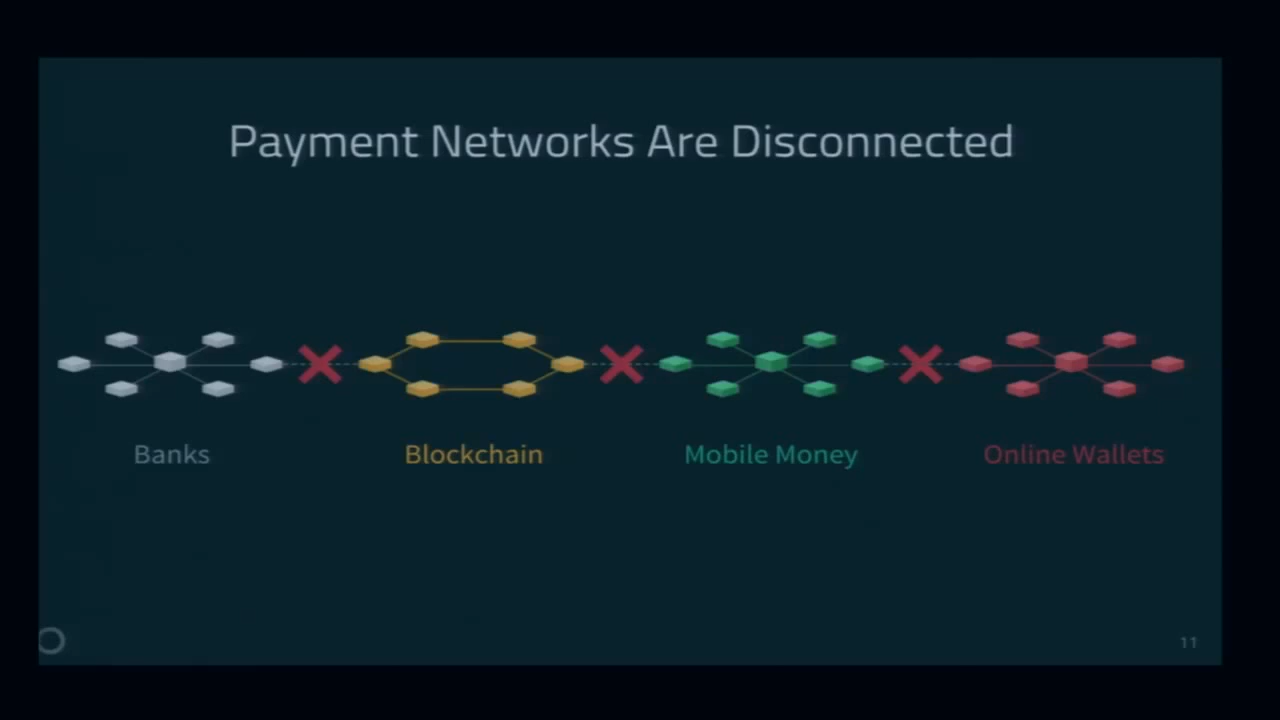 Payment Networks Are Disconnected
Banks
Blockchain
Mobile Money
Online Wallets
11